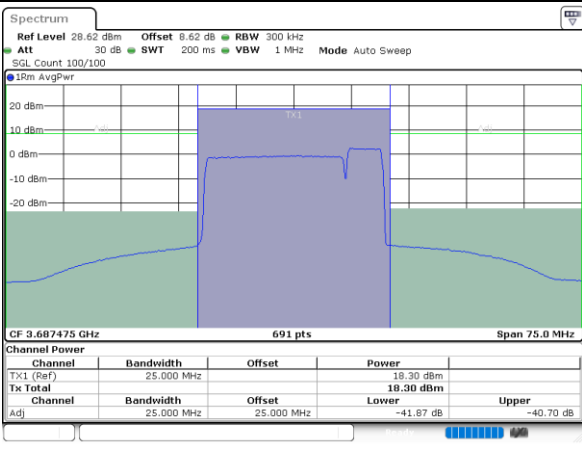 Spectrum
Ref Level 28.62 dBm Offset 8.62 dB RBW 300 kHz
Att 30 dB SWT 200 ms VBW 1 MHz Mode Auto Sweep
SGL Count 100/100
1Rm AvgPwr
20 dBm
TX1
10 dBm Adj Adj
0 dBm
-10 dBm
-20 dBm
CF 3.687475 GHz 691 pts Span 75.0 MHz
Channel Power
Channel Bandwidth Offset Power
TX1 (Ref) 25.000 MHz 18.30 dBm
Tx Total 18.30 dBm
Channel Bandwidth Offset Lower Upper
Adj 25.000 MHz 25.000 MHz -41.87 dB -40.70 dB
Ready